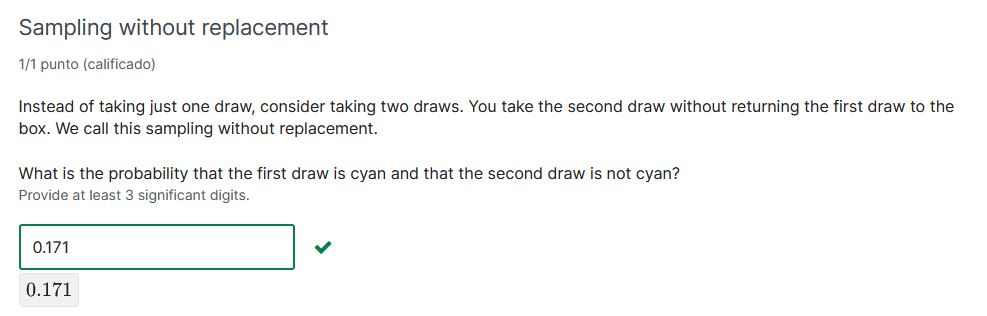 Sampling without replacement
1/1 punto (calificado)
Instead of taking just one draw, consider taking two draws. You take the second draw without returning the first draw to the
box. We call this sampling without replacement.
What is the probability that the first draw is cyan and that the second draw is not cyan?
Provide at least 3 significant digits.
0.171
0.171